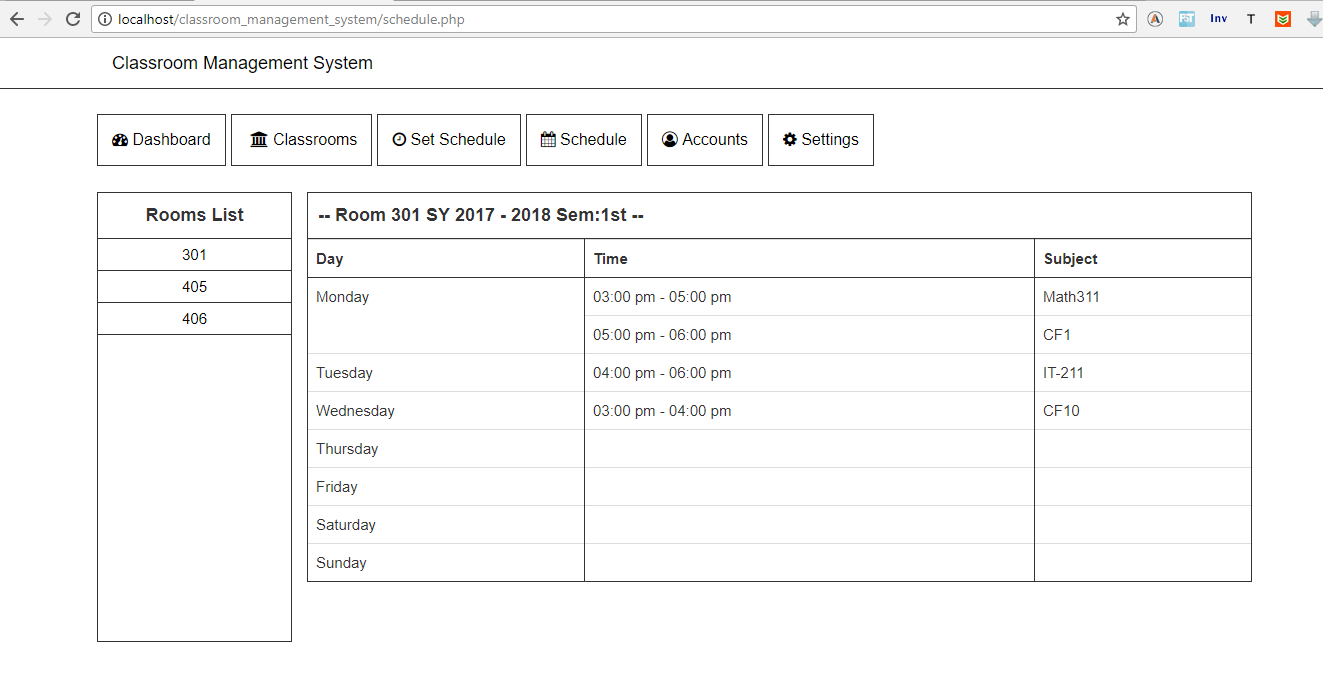 localhost/classroom_management_system/schedule.php
Inv T
Classroom Management System
Dashboard Classrooms Set Schedule Schedule Accounts Settings
Rooms List
301
405
406
-- Room 301 SY 2017 - 2018 Sem:1st --
Day Time Subject
Monday 03:00 pm - 05:00 pm Math311
05:00 pm - 06:00 pm CF1
Tuesday 04:00 pm - 06:00 pm IT-211
Wednesday 03:00 pm - 04:00 pm CF10
Thursday
Friday
Saturday
Sunday